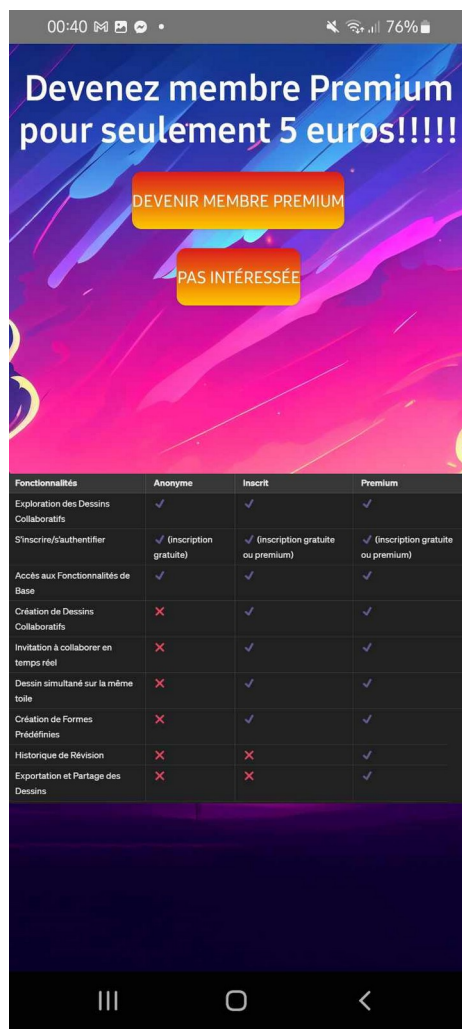 00:40
76%
Devenez membre Premium
pour seulement 5 euros!!!!!
DEVENIR MEMBRE PREMIUM
PAS INTÉRESSÉE
Fonctionnalités Anonyme Inscrit Premium
Exploration des Dessins
Collaboratifs ✓ ✓ ✓
S'inscrire/s'authentifier ✓ (inscription ✓ (inscription gratuite ✓ (inscription gratuite
gratuite) ou premium) ou premium)
Accès aux Fonctionnalités de ✓ ✓ ✓
Base
Création de Dessins ✗ ✓ ✓
Collaboratifs
Invitation à collaborer en ✗ ✓ ✓
temps réel
Dessin simultané sur la même ✗ ✓ ✓
toile
Création de Formes ✗ ✓ ✓
Prédéfinies
Historique de Révision ✗ ✗ ✓
Exportation et Partage des ✗ ✗ ✓
Dessins